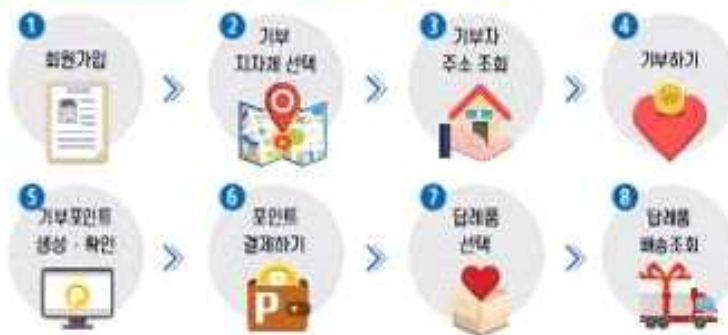 1
회원가입
2
기부
지자체 선택
3
기부자
주소 조회
4
기부하기
5
기부포인트
생성 · 확인
6
포인트
결제하기
P
7
답례품
선택
8
답례품
배송조회